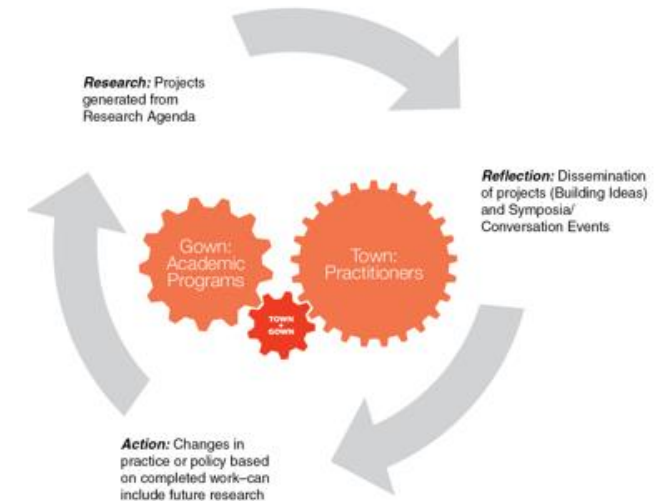 Research: Projects
generated from
Research Agenda
Reflection: Dissemination
of projects (Building Ideas)
and Symposia/
Conversation Events
Gown:
Academic
Programs
Town:
Practitioners
TOWN
+
GOWN
Action: Changes in
practice or policy based
on completed work–can
include future research